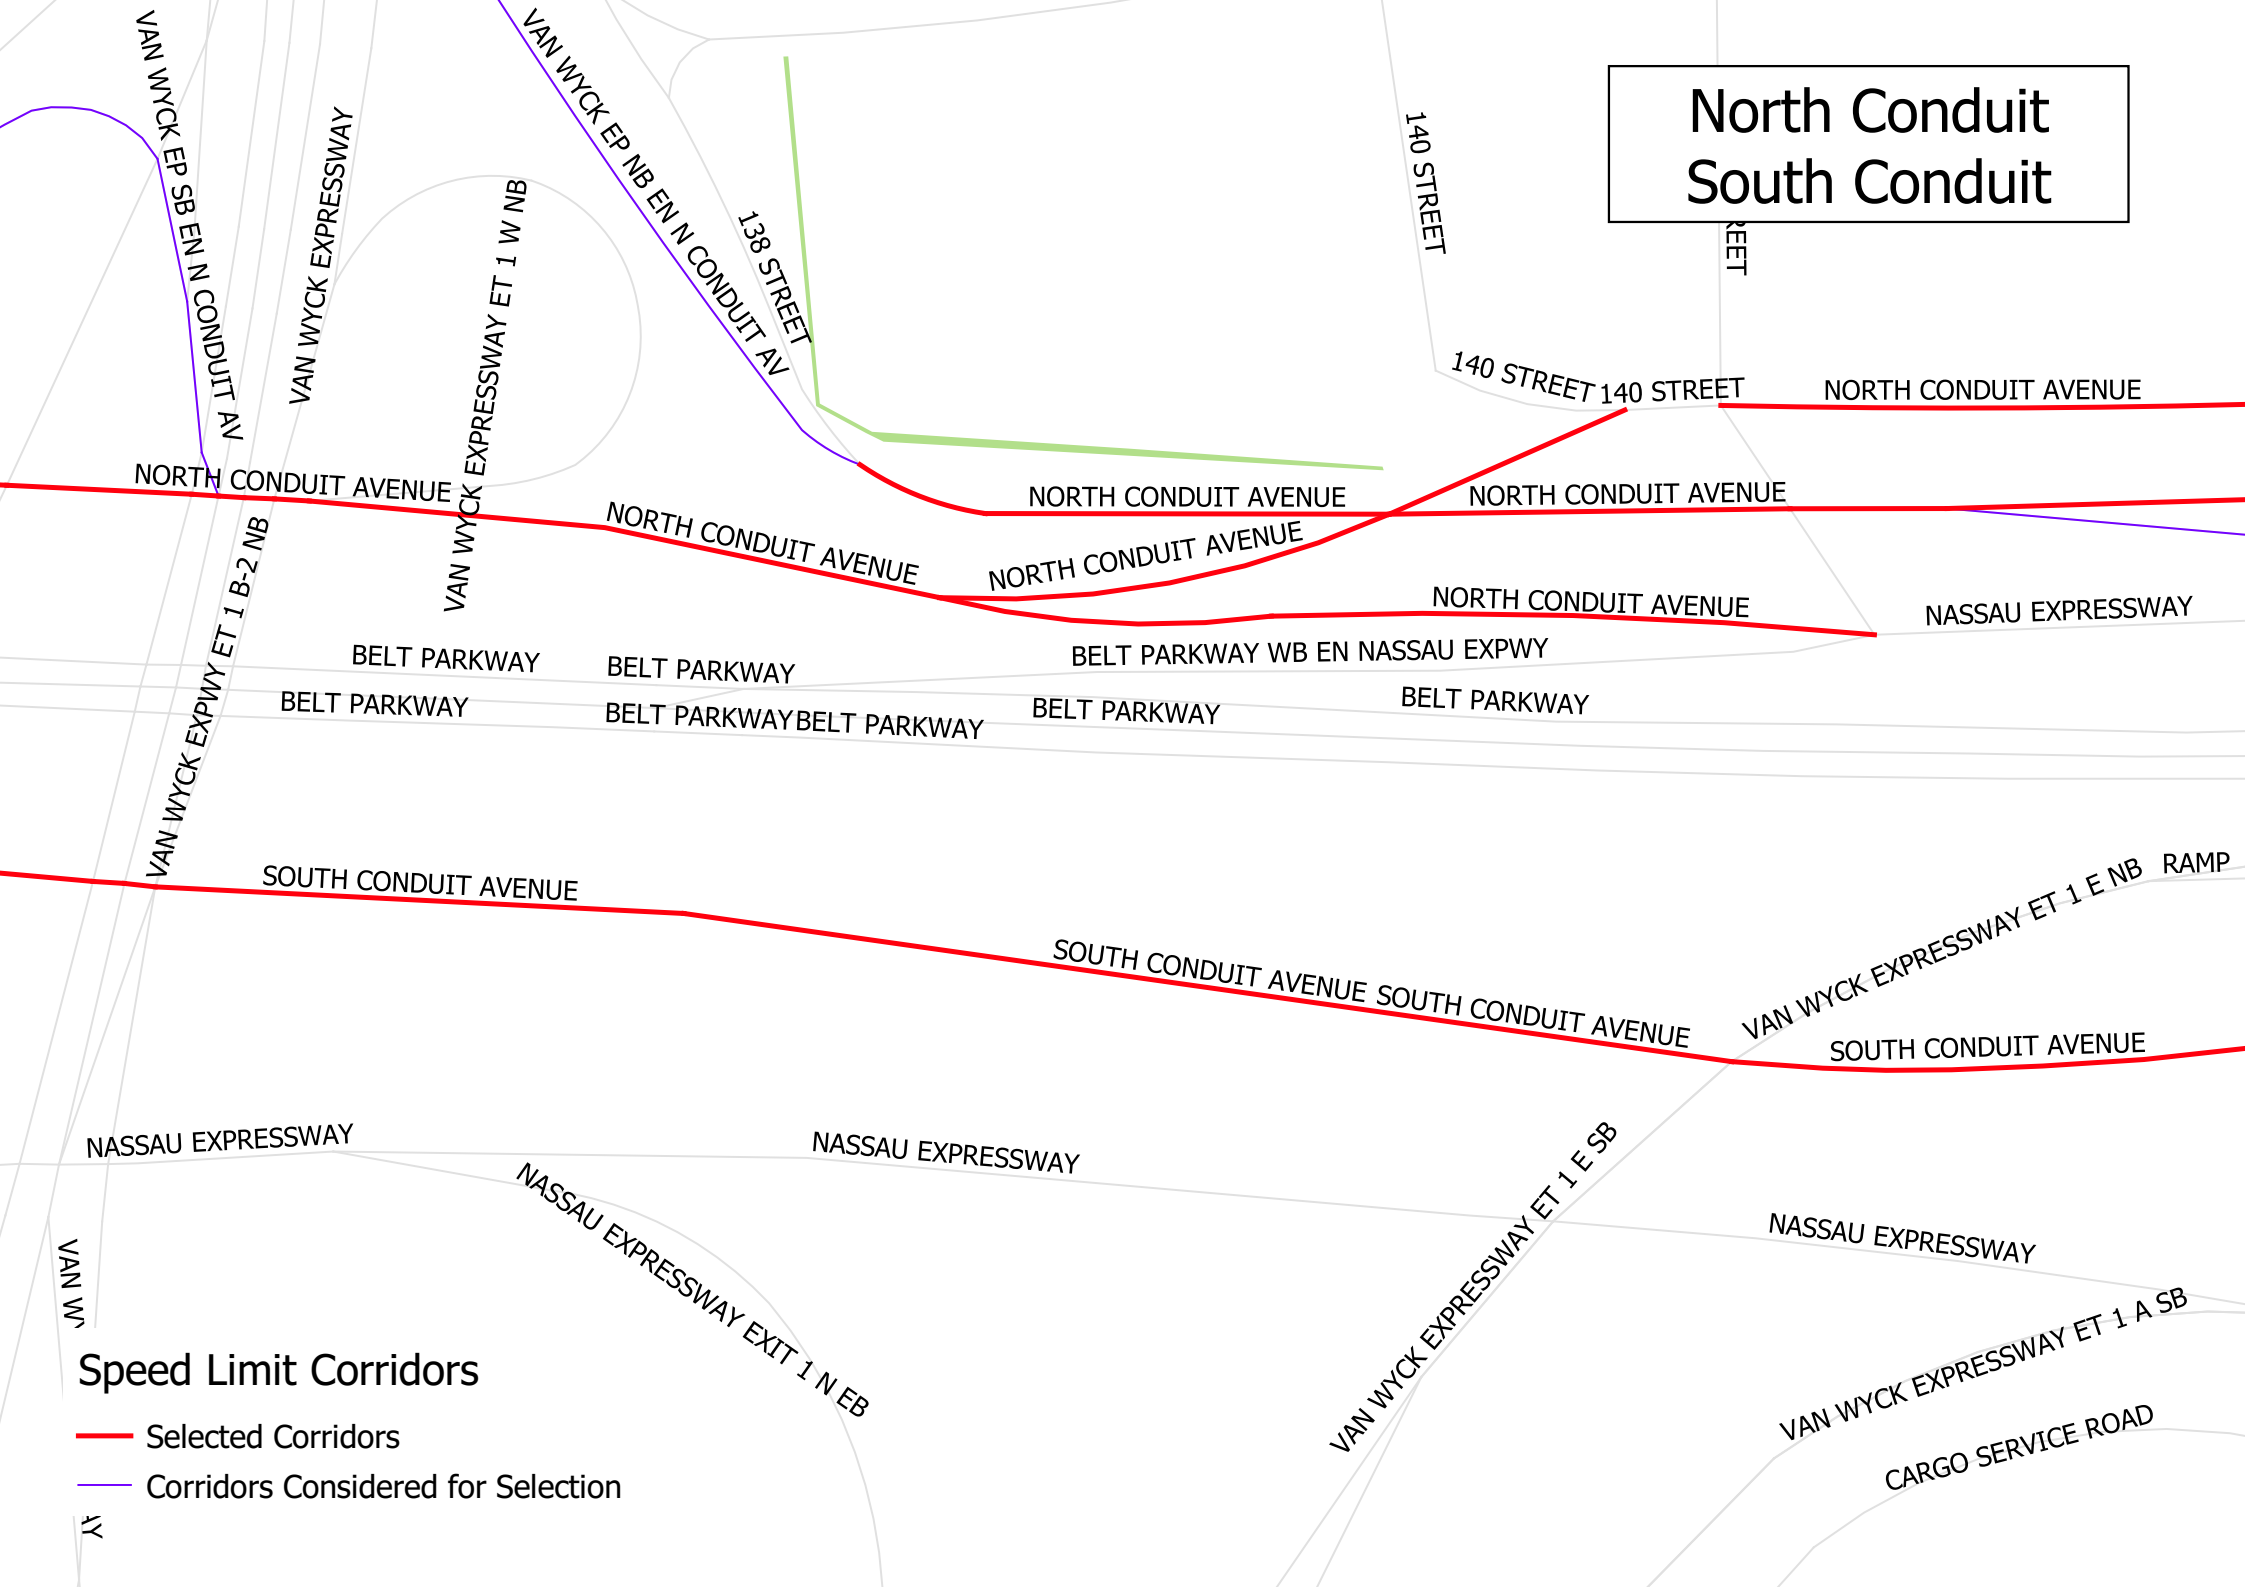 North Conduit
South Conduit
VAN WYCK EP SB EN N CONDUIT AV
VAN WYCK EXPRESSWAY
VAN WYCK EXPRESSWAY ET 1 W NB
VAN WYCK EP NB EN N CONDUIT AV
138 STREET
140 STREET
REET
140 STREET
140 STREET
NORTH CONDUIT AVENUE
NORTH CONDUIT AVENUE
NORTH CONDUIT AVENUE
NORTH CONDUIT AVENUE
NORTH CONDUIT AVENUE
NORTH CONDUIT AVENUE
NORTH CONDUIT AVENUE
NASSAU EXPRESSWAY
VAN WYCK EXPWY ET 1 B-2 NB
BELT PARKWAY
BELT PARKWAY
BELT PARKWAY WB EN NASSAU EXPWY
BELT PARKWAY
BELT PARKWAY
BELT PARKWAY
BELT PARKWAY
BELT PARKWAY
SOUTH CONDUIT AVENUE
SOUTH CONDUIT AVENUE
SOUTH CONDUIT AVENUE
SOUTH CONDUIT AVENUE
VAN WYCK EXPRESSWAY ET 1 E NB
RAMP
NASSAU EXPRESSWAY
NASSAU EXPRESSWAY
NASSAU EXPRESSWAY
NASSAU EXPRESSWAY EXIT 1 N EB
VAN WYCK EXPRESSWAY ET 1 E SB
VAN WYCK EXPRESSWAY ET 1 A SB
CARGO SERVICE ROAD
VAN WY
AY
Speed Limit Corridors
Selected Corridors
Corridors Considered for Selection